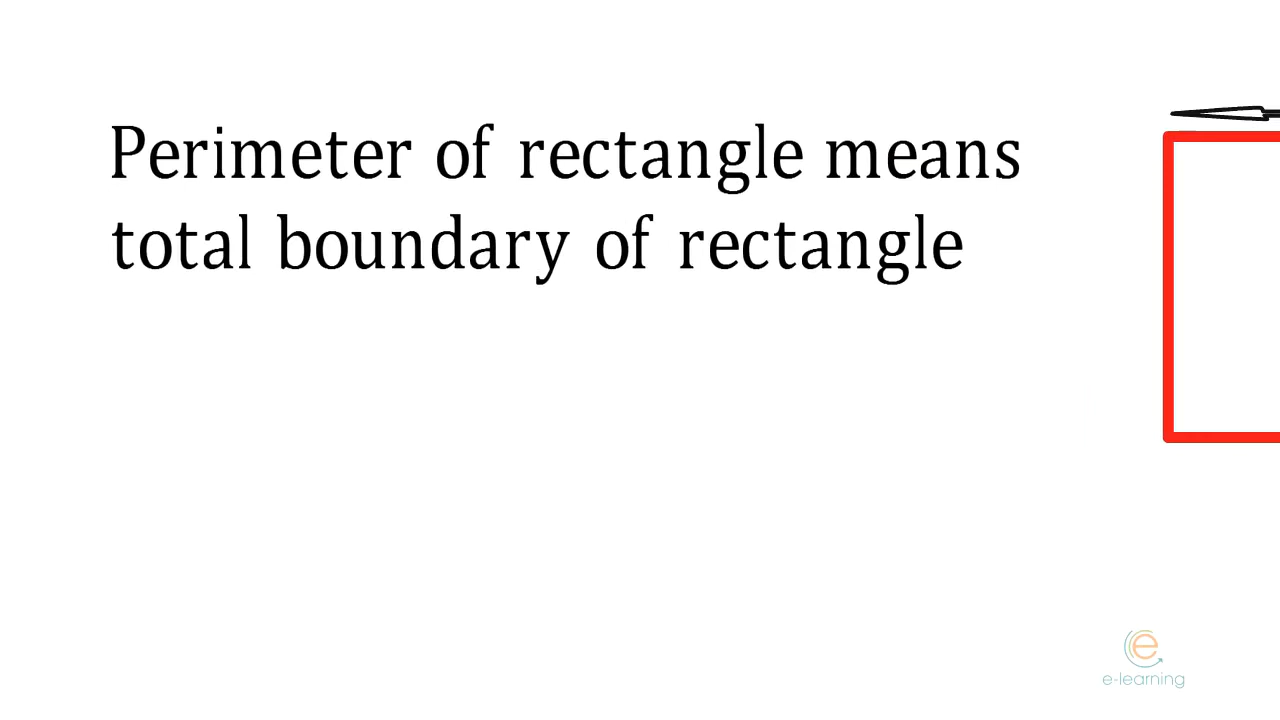 Perimeter of rectangle means
total boundary of rectangle
e
e-learning